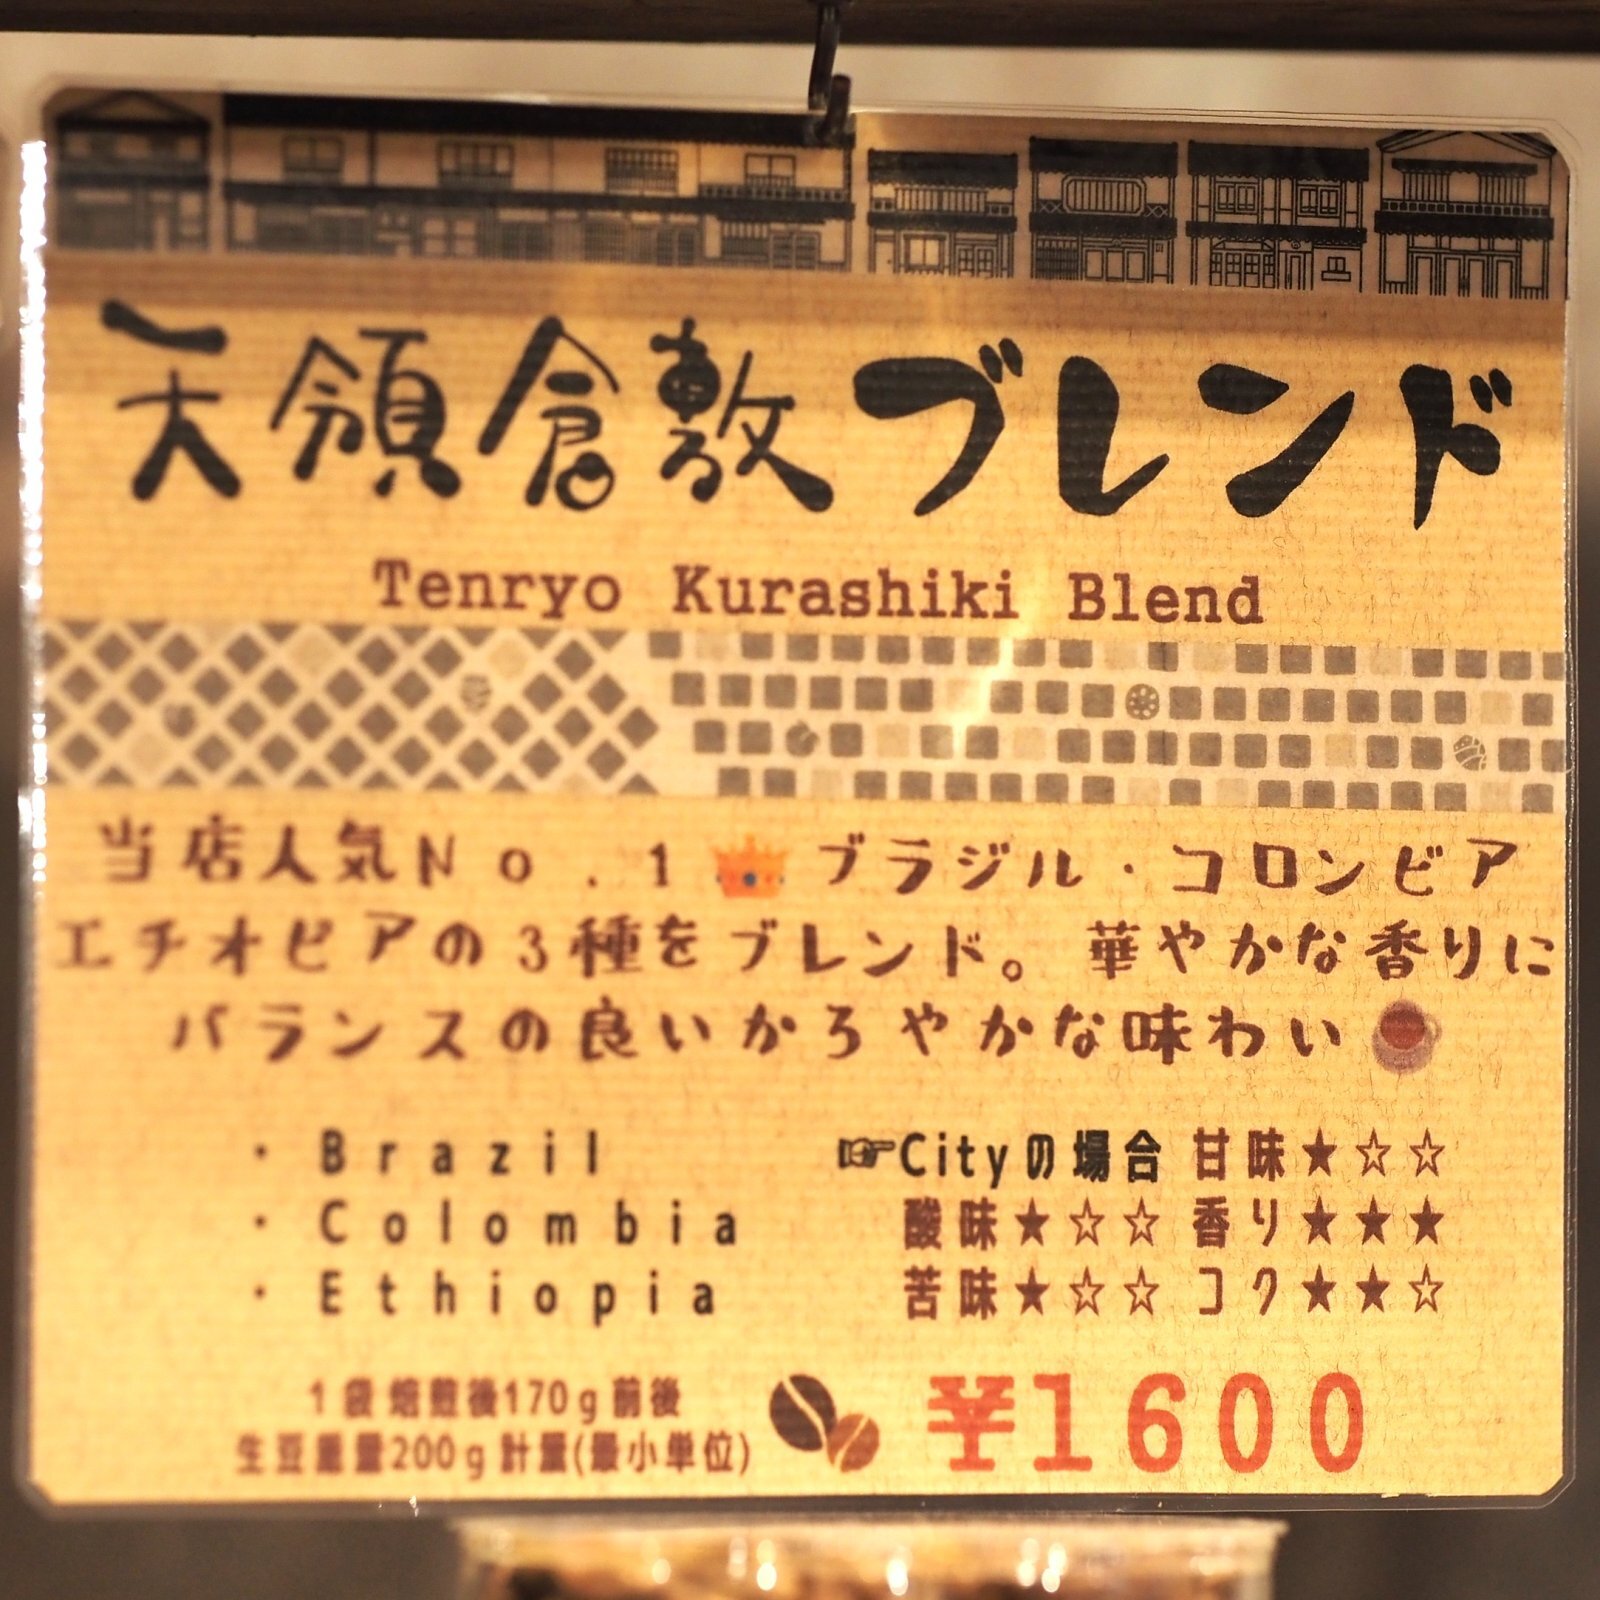 天領倉敷ブレンド
Tenryo Kurashiki Blend
当店人気No.1 ブラジル・コロンビア
エチオピアの3種をブレンド。華やかな香りに
バランスの良いかろやかな味わい
・Brazil
・Colombia
・Ethiopia
☞Cityの場合 甘味★☆☆
酸味★☆☆ 香り★★★
苦味★☆☆ コク★★☆
1袋焙煎後170g前後
生豆重量200g計量(最小単位)
¥1600